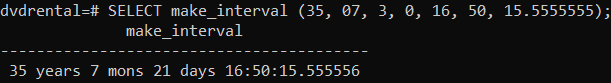 dvdrental=# SELECT make_interval (35, 07, 3, 0, 16, 50, 15.5555555);
make_interval
-----------------------------------------
35 years 7 mons 21 days 16:50:15.555556